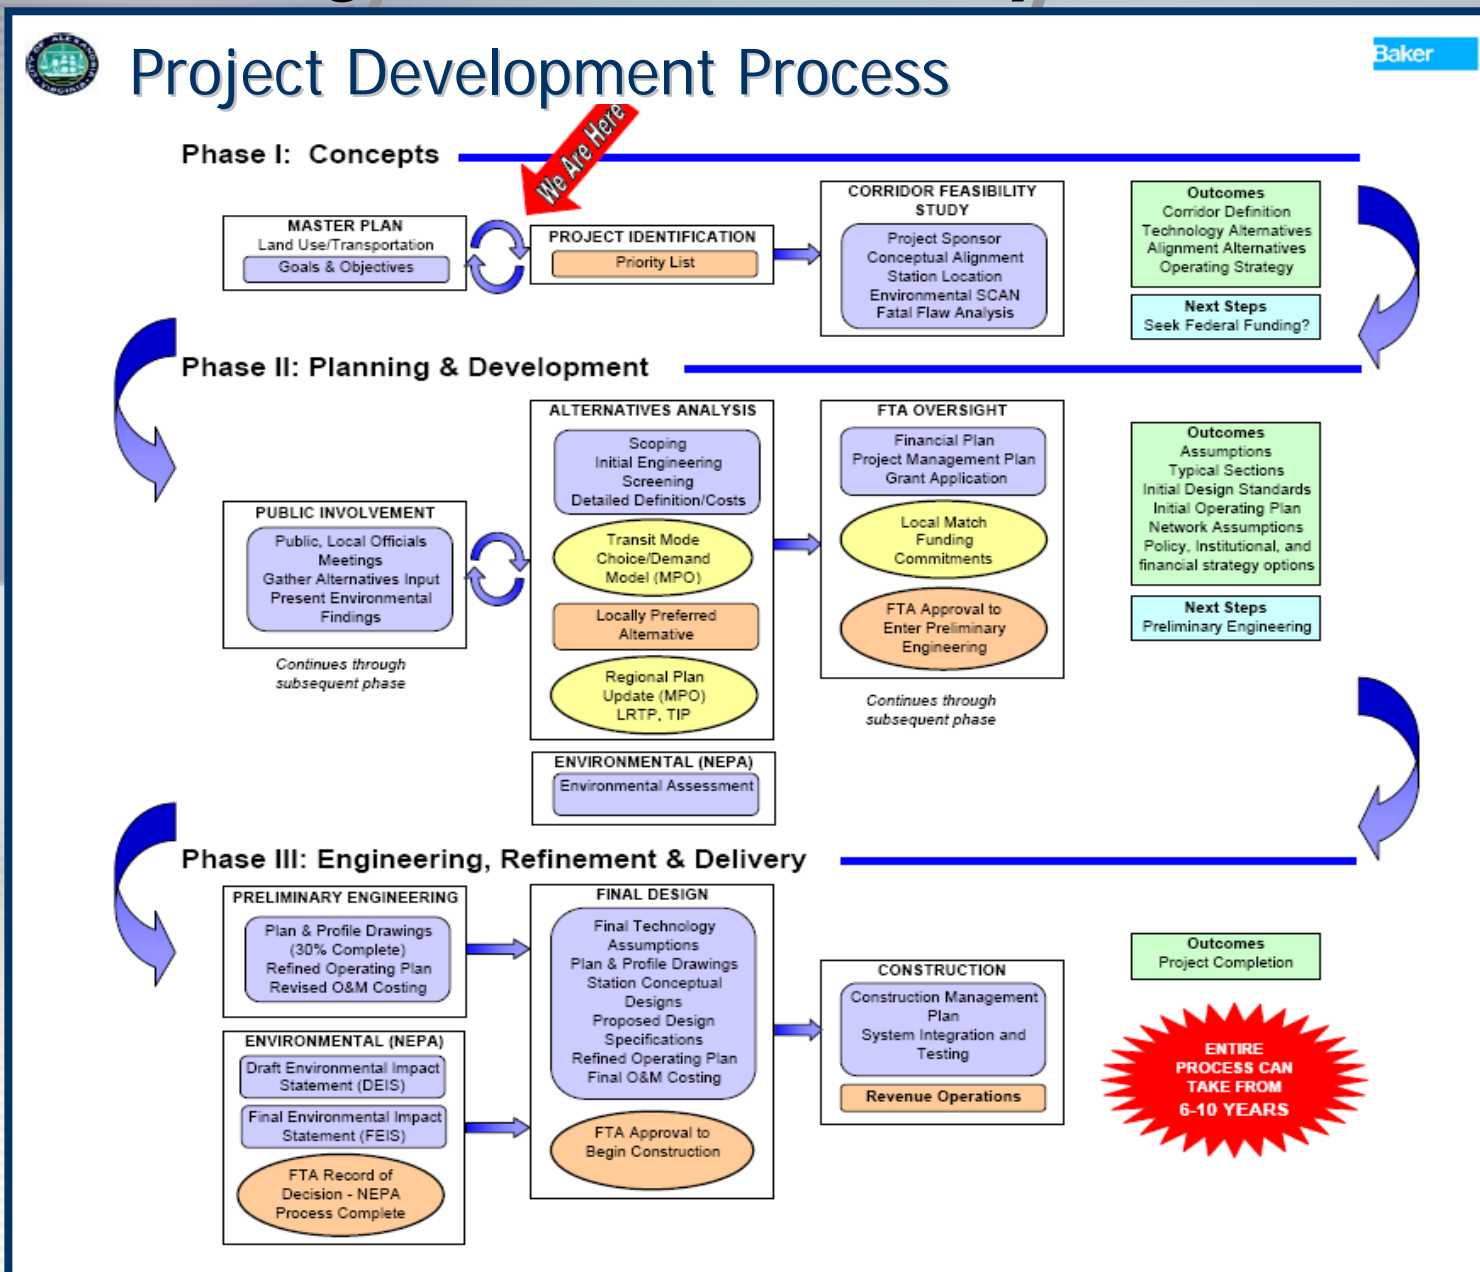 Project Development Process
Baker
We Are Here
Phase I: Concepts
MASTER PLAN
Land Use/Transportation
Goals & Objectives
PROJECT IDENTIFICATION
Priority List
CORRIDOR FEASIBILITY
STUDY
Project Sponsor
Conceptual Alignment
Station Location
Environmental SCAN
Fatal Flaw Analysis
Outcomes
Corridor Definition
Technology Alternatives
Alignment Alternatives
Operating Strategy
Next Steps
Seek Federal Funding?
Phase II: Planning & Development
PUBLIC INVOLVEMENT
Public, Local Officials
Meetings
Gather Alternatives Input
Present Environmental
Findings
Continues through
subsequent phase
ALTERNATIVES ANALYSIS
Scoping
Initial Engineering
Screening
Detailed Definition/Costs
Transit Mode
Choice/Demand
Model (MPO)
Locally Preferred
Alternative
Regional Plan
Update (MPO)
LRTP, TIP
ENVIRONMENTAL (NEPA)
Environmental Assessment
FTA OVERSIGHT
Financial Plan
Project Management Plan
Grant Application
Local Match
Funding
Commitments
FTA Approval to
Enter Preliminary
Engineering
Continues through
subsequent phase
Outcomes
Assumptions
Typical Sections
Initial Design Standards
Initial Operating Plan
Network Assumptions
Policy, Institutional, and
financial strategy options
Next Steps
Preliminary Engineering
Phase III: Engineering, Refinement & Delivery
PRELIMINARY ENGINEERING
Plan & Profile Drawings
(30% Complete)
Refined Operating Plan
Revised O&M Costing
ENVIRONMENTAL (NEPA)
Draft Environmental Impact
Statement (DEIS)
Final Environmental Impact
Statement (FEIS)
FTA Record of
Decision - NEPA
Process Complete
FINAL DESIGN
Final Technology
Assumptions
Plan & Profile Drawings
Station Conceptual
Designs
Proposed Design
Specifications
Refined Operating Plan
Final O&M Costing
FTA Approval to
Begin Construction
CONSTRUCTION
Construction Management
Plan
System Integration and
Testing
Revenue Operations
Outcomes
Project Completion
ENTIRE
PROCESS CAN
TAKE FROM
6-10 YEARS